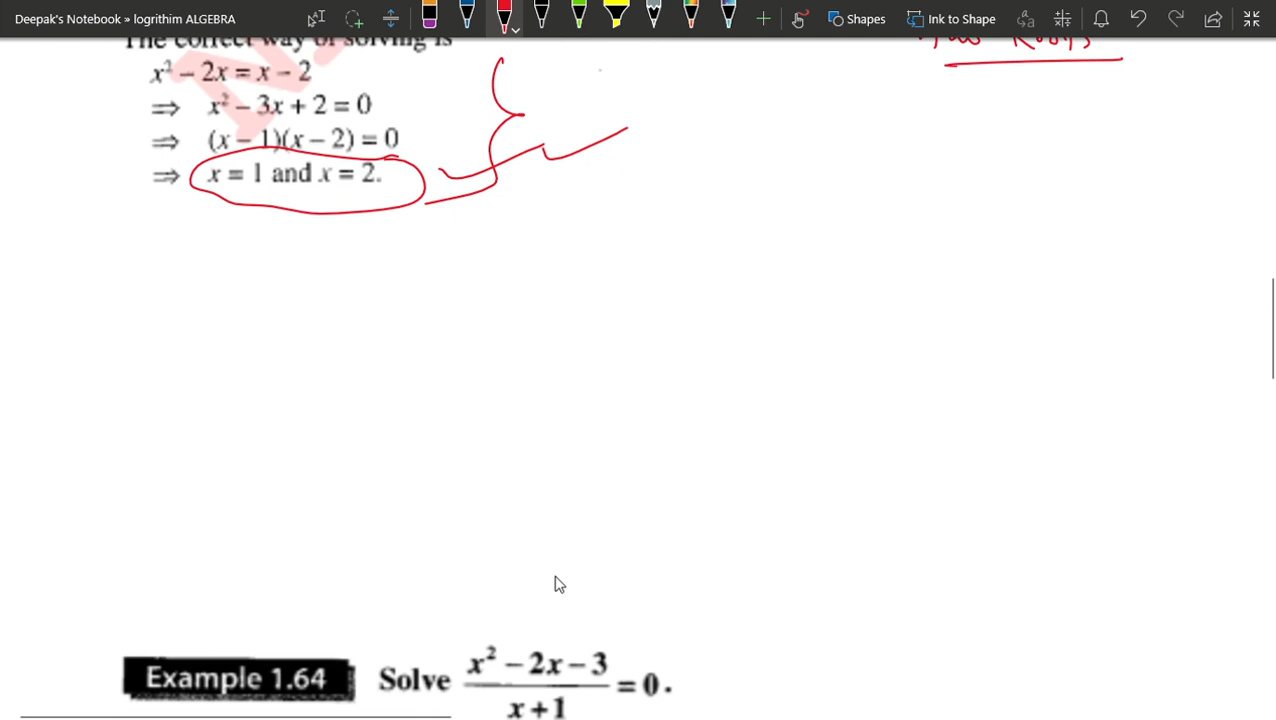 Deepak's Notebook » logrithim ALGEBRA
Shapes
Ink to Shape
The correct way of solving is
Roots
x² – 2x = x – 2
⇒ x² – 3x + 2 = 0
⇒ (x – 1)(x – 2) = 0
⇒ x = 1 and x = 2.
Example 1.64 Solve
x² – 2x – 3
= 0 .
x + 1